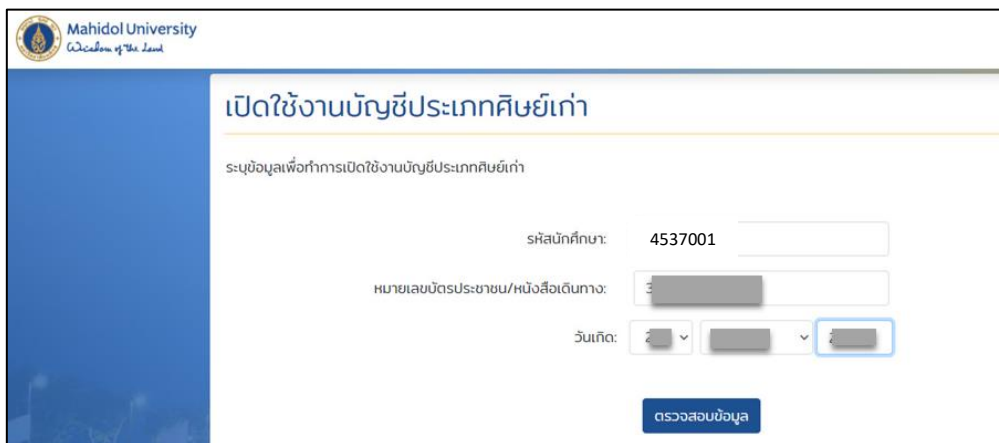 Mahidol University
Wisdom of the Land
เปิดใช้งานบัญชีประเภทศิษย์เก่า
ระบุข้อมูลเพื่อทำการเปิดใช้งานบัญชีประเภทศิษย์เก่า
รหัสนักศึกษา: 4537001
หมายเลขบัตรประชาชน/หนังสือเดินทาง: 3
วันเกิด: 2 2
ตรวจสอบข้อมูล